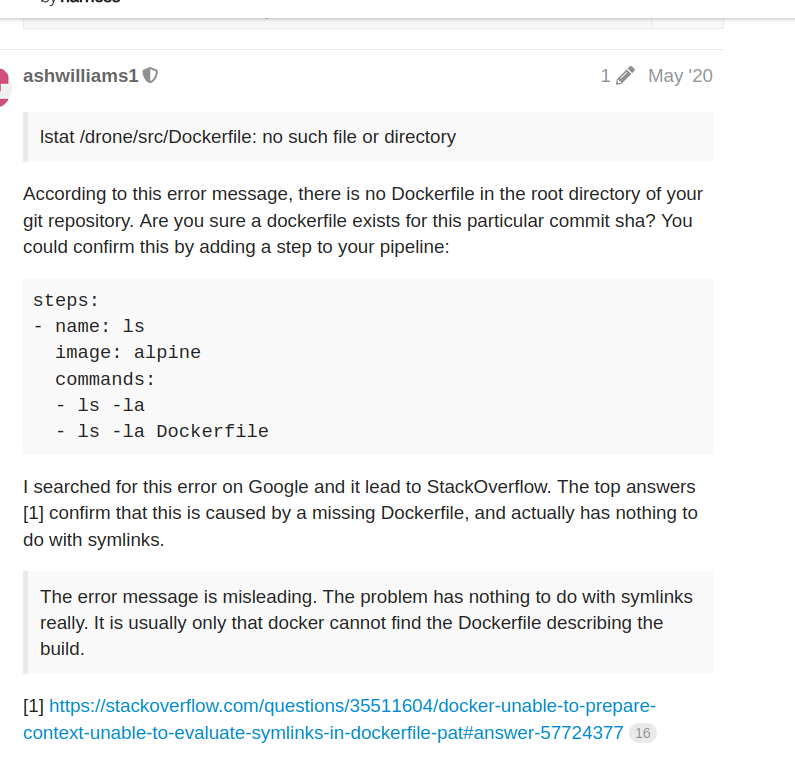 by harness
ashwilliams1 1 May '20
lstat /drone/src/Dockerfile: no such file or directory
According to this error message, there is no Dockerfile in the root directory of your
git repository. Are you sure a dockerfile exists for this particular commit sha? You
could confirm this by adding a step to your pipeline:
steps:
- name: ls
  image: alpine
  commands:
  - ls -la
  - ls -la Dockerfile
I searched for this error on Google and it lead to StackOverflow. The top answers
[1] confirm that this is caused by a missing Dockerfile, and actually has nothing to
do with symlinks.
The error message is misleading. The problem has nothing to do with symlinks
really. It is usually only that docker cannot find the Dockerfile describing the
build.
[1] https://stackoverflow.com/questions/35511604/docker-unable-to-prepare-
context-unable-to-evaluate-symlinks-in-dockerfile-pat#answer-57724377 16